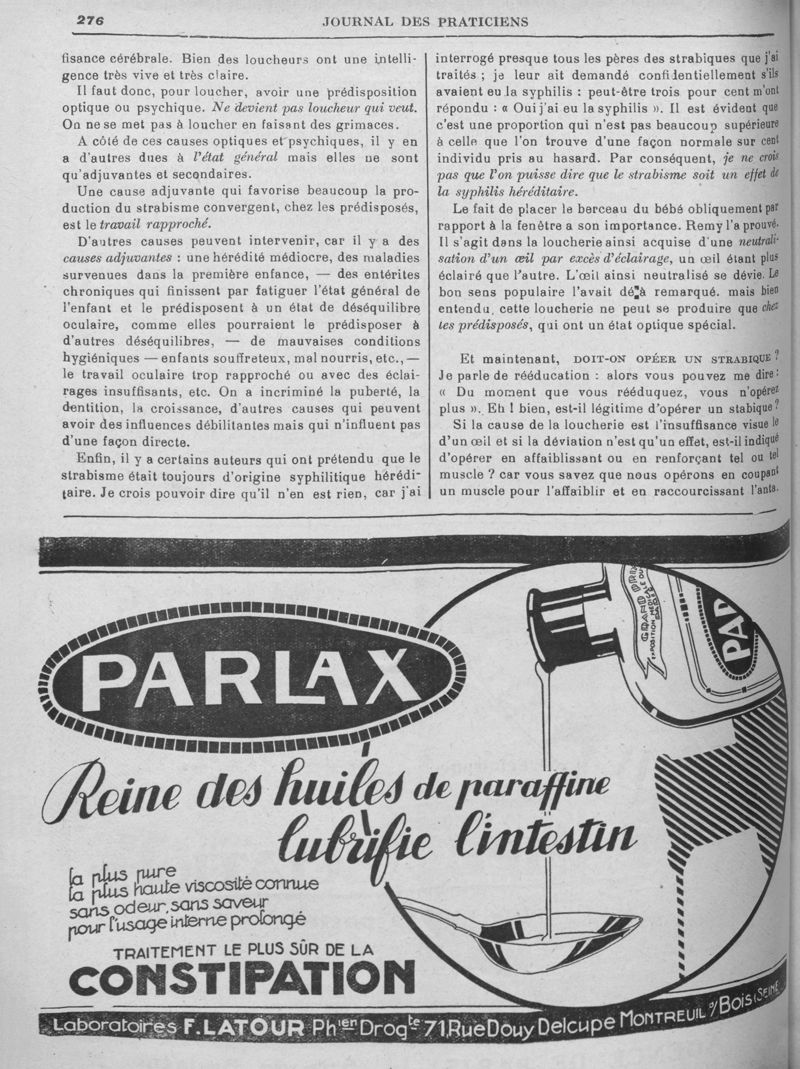 276
JOURNAL DES PRATICIENS
fisance cérébrale. Bien des loucheurs ont une intelli-
gence très vive et très claire.
Il faut donc, pour loucher, avoir une prédisposition
optique ou psychique. Ne devient pas loucheur qui veut.
On ne se met pas à loucher en faisant des grimaces.
A côté de ces causes optiques et psychiques, il y en
a d'autres dues à l'état général mais elles ne sont
qu'adjuvantes et secondaires.
Une cause adjuvante qui favorise beaucoup la pro-
duction du strabisme convergent, chez les prédisposés,
est le travail rapproché.
D'autres causes peuvent intervenir, car il y a des
causes adjuvantes : une hérédité médiocre, des maladies
survenues dans la première enfance, — des entérites
chroniques qui finissent par fatiguer l'état général de
l'enfant et le prédisposent à un état de déséquilibre
oculaire, comme elles pourraient le prédisposer à
d'autres déséquilibres, — de mauvaises conditions
hygiéniques — enfants souffreteux, mal nourris, etc., —
le travail oculaire trop rapproché ou avec des éclai-
rages insuffisants, etc. On a incriminé la puberté, la
dentition, la croissance, d'autres causes qui peuvent
avoir des influences débilitantes mais qui n'influent pas
d'une façon directe.
Enfin, il y a certains auteurs qui ont prétendu que le
strabisme était toujours d'origine syphilitique hérédi-
taire. Je crois pouvoir dire qu'il n'en est rien, car j'ai
interrogé presque tous les pères des strabiques que j'ai
traités ; je leur ait demandé confidentiellement s'ils
avaient eu la syphilis : peut-être trois pour cent m'ont
répondu : « Oui j'ai eu la syphilis ». Il est évident que
c'est une proportion qui n'est pas beaucoup supérieure
à celle que l'on trouve d'une façon normale sur cent
individu pris au hasard. Par conséquent, je ne crois
pas que l'on puisse dire que le strabisme soit un effet de
la syphilis héréditaire.
Le fait de placer le berceau du bébé obliquement par
rapport à la fenêtre a son importance. Remy l'a prouvé.
Il s'agit dans la loucherie ainsi acquise d'une neutrali-
sation d'un œil par excès d'éclairage, un œil étant plus
éclairé que l'autre. L'œil ainsi neutralisé se dévie. Le
bon sens populaire l'avait déjà remarqué. mais bien
entendu, cette loucherie ne peut se produire que chez
les prédisposés, qui ont un état optique spécial.
Et maintenant, DOIT-ON OPÉER UN STRABIQUE ?
Je parle de rééducation : alors vous pouvez me dire :
« Du moment que vous rééduquez, vous n'opérez
plus ». Eh ! bien, est-il légitime d'opérer un stabique ?
Si la cause de la loucherie est l'insuffisance visue le
d'un œil et si la déviation n'est qu'un effet, est-il indiqué
d'opérer en affaiblissant ou en renforçant tel ou tel
muscle ? car vous savez que nous opérons en coupant
un muscle pour l'affaiblir et en raccourcissant l'anta-
GRAND PRIX
EXPOSITION MÉDICALE
PAR
PARLAX
Reine des huiles de paraffine
lubrifie l'intestin
la plus pure
la plus haute viscosité connue
sans odeur, sans saveur
pour l'usage interne prolongé
TRAITEMENT LE PLUS SÛR DE LA
CONSTIPATION
Laboratoires F. LATOUR Phien Drogte 71, Rue Douy Delcupe MONTREUIL s/ Bois (SEINE